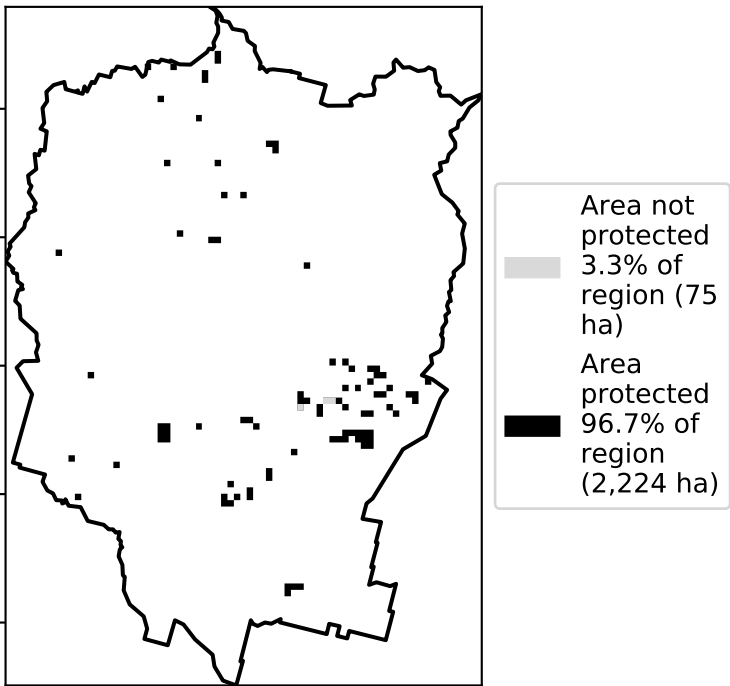 Area not
protected
3.3% of
region (75
ha)
Area
protected
96.7% of
region
(2,224 ha)